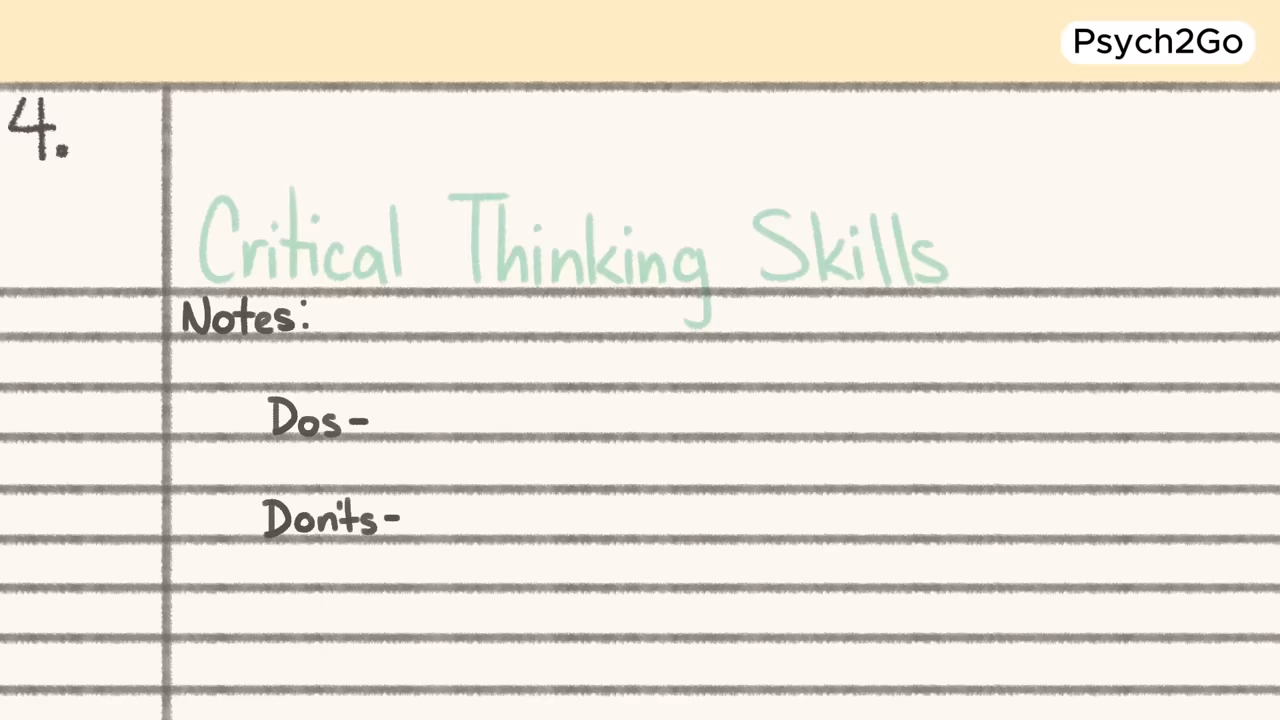 Psych2Go
4.
Critical Thinking Skills
Notes:
Dos-
Don'ts-